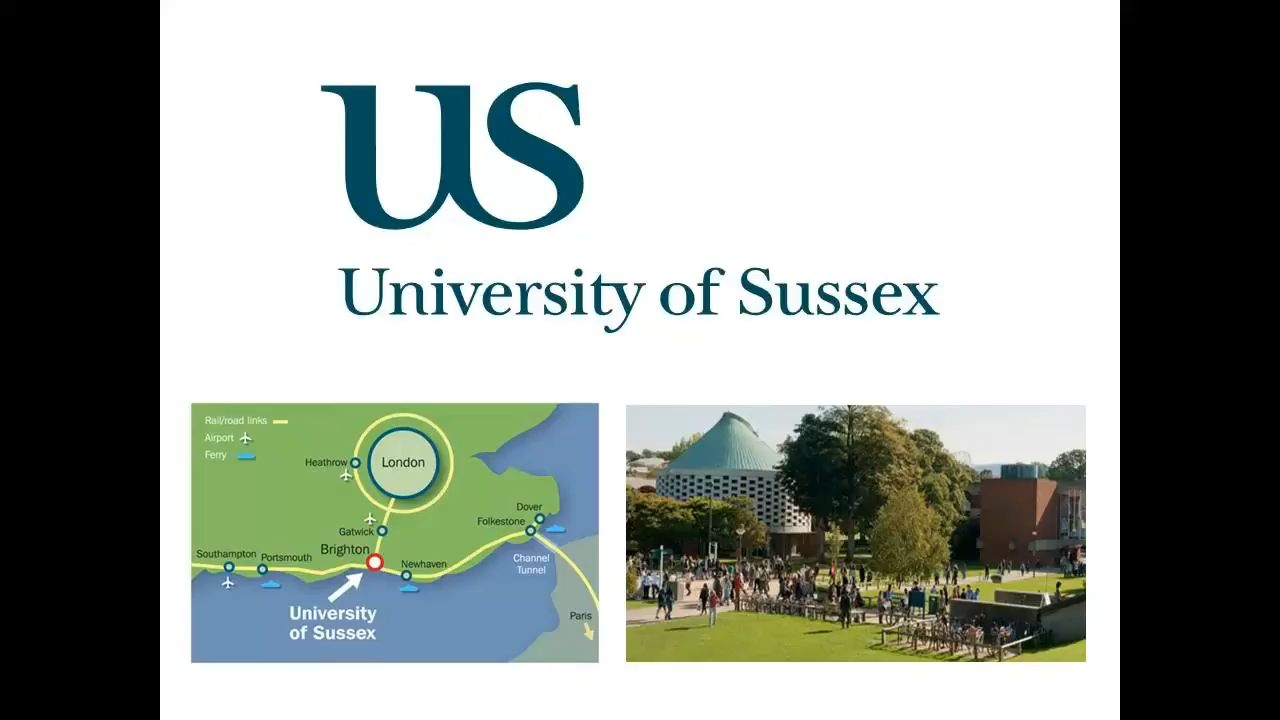 us
University of Sussex
Rail/road links
Airport
Ferry
Heathrow
London
Gatwick
Brighton
Southampton
Portsmouth
Newhaven
Dover
Folkestone
Channel
Tunnel
Paris
University
of Sussex